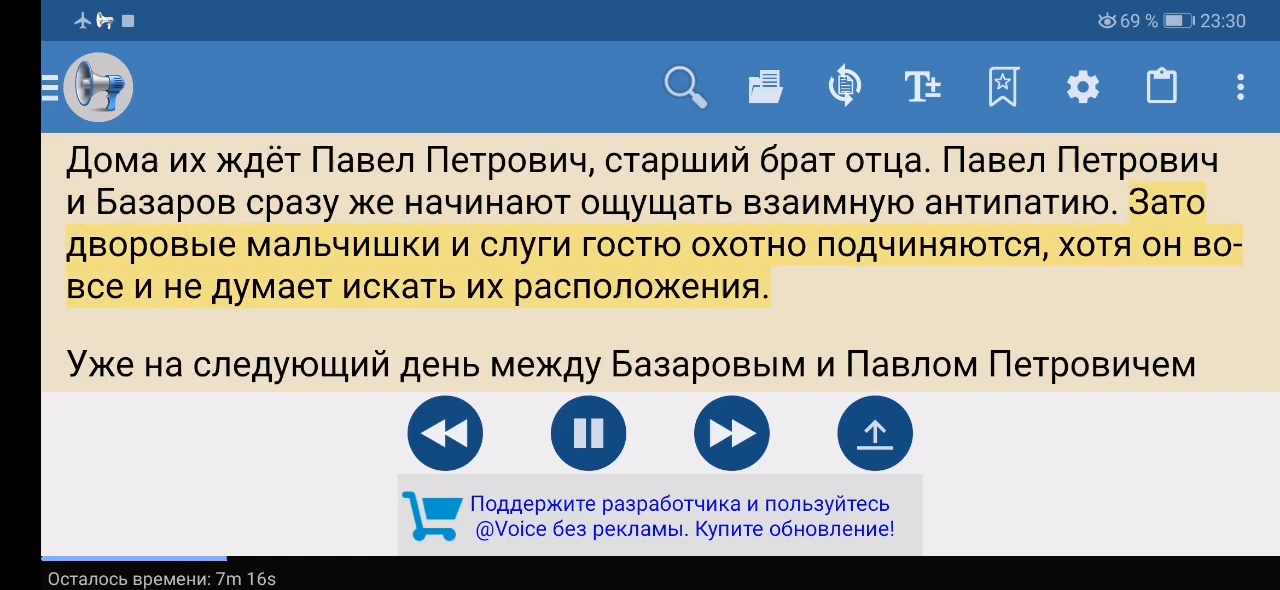 69 % 23:30
T±
Дома их ждёт Павел Петрович, старший брат отца. Павел Петрович
и Базаров сразу же начинают ощущать взаимную антипатию. Зато
дворовые мальчишки и слуги гостю охотно подчиняются, хотя он во-
все и не думает искать их расположения.
Уже на следующий день между Базаровым и Павлом Петровичем
Поддержите разработчика и пользуйтесь
@Voice без рекламы. Купите обновление!
Осталось времени: 7m 16s